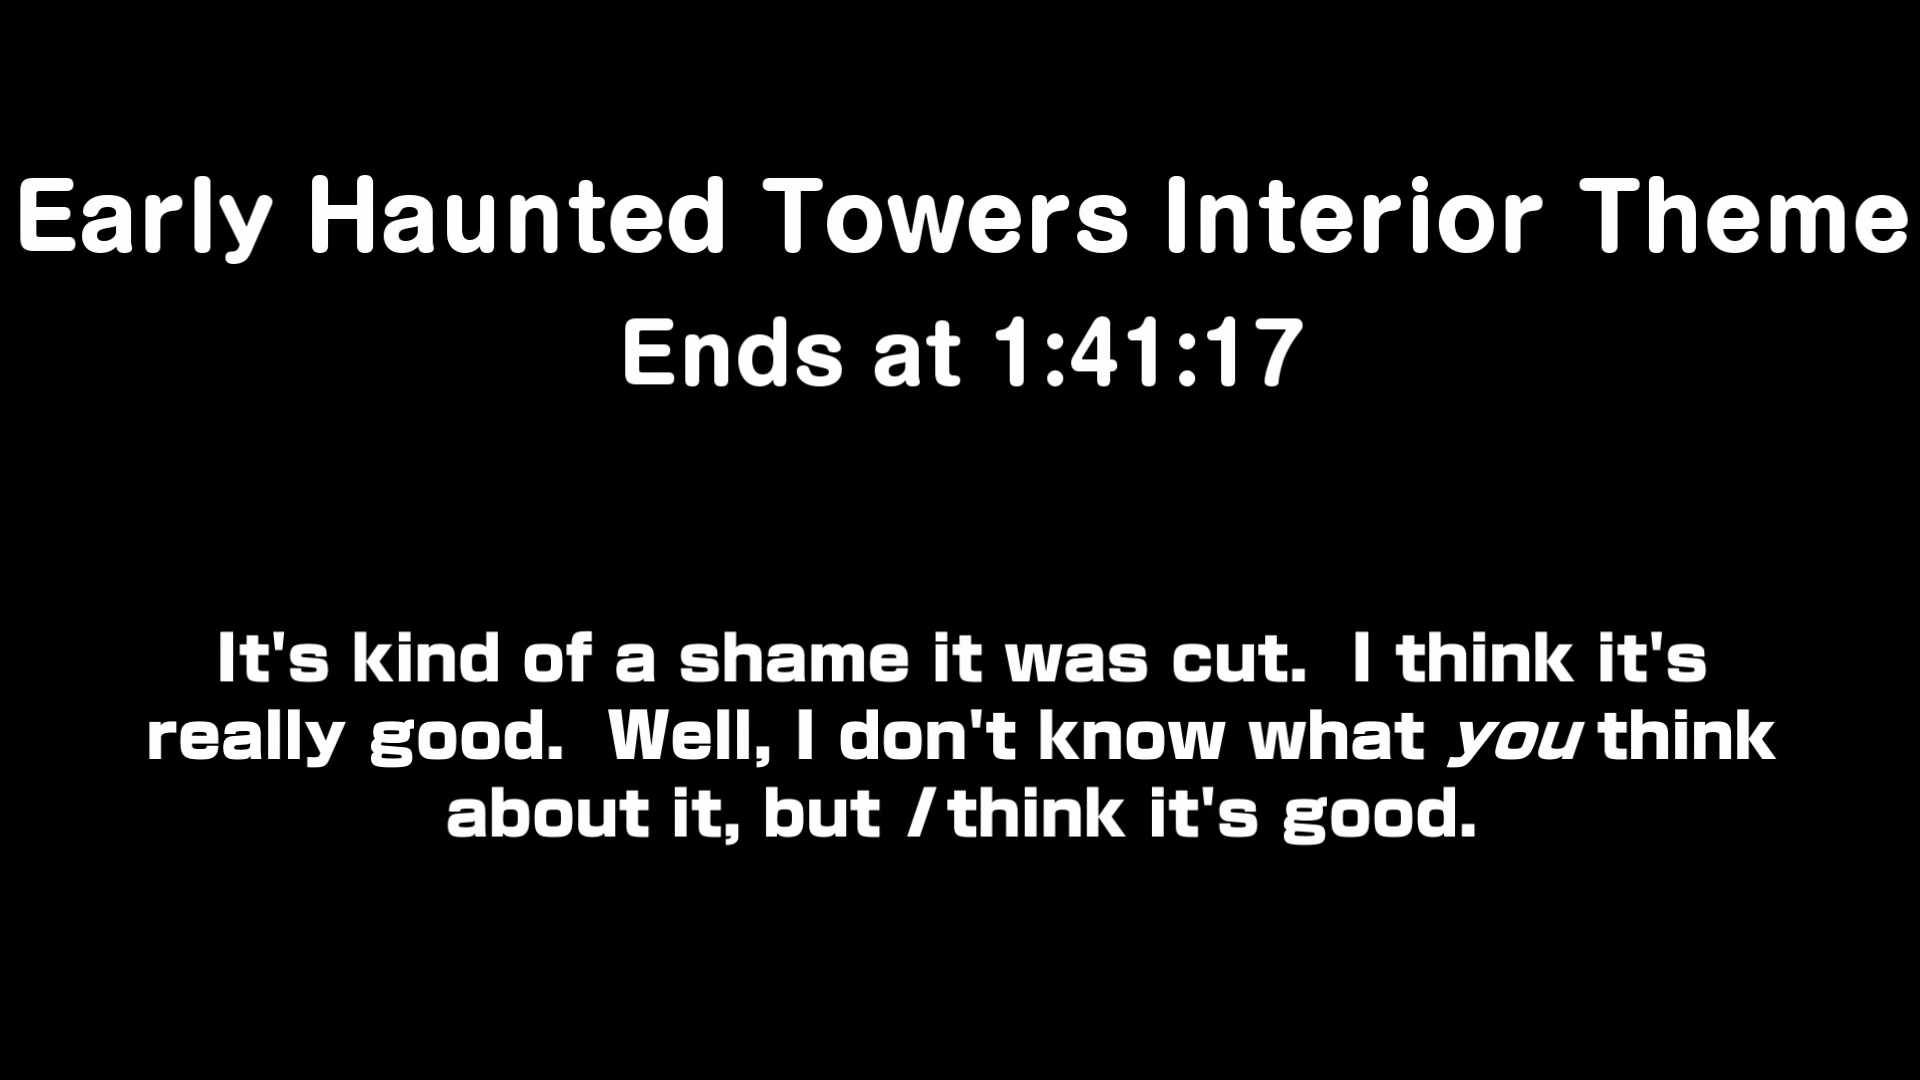 Early Haunted Towers Interior Theme
Ends at 1:41:17
It's kind of a shame it was cut.  I think it's
really good.  Well, I don't know what you think
about it, but I think it's good.